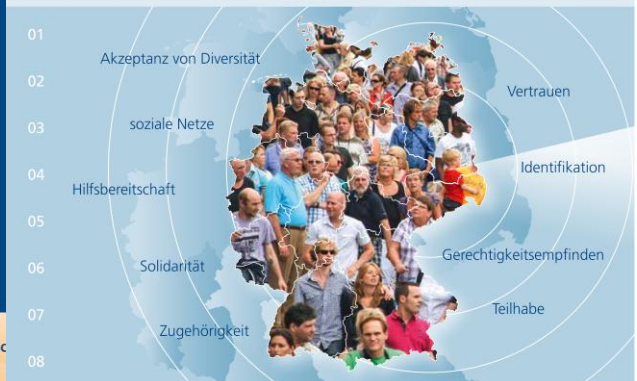 01
Akzeptanz von Diversität
02
Vertrauen
03
soziale Netze
04
Identifikation
Hilfsbereitschaft
05
Gerechtigkeitsempfinden
06
Solidarität
07
Teilhabe
Zugehörigkeit
08